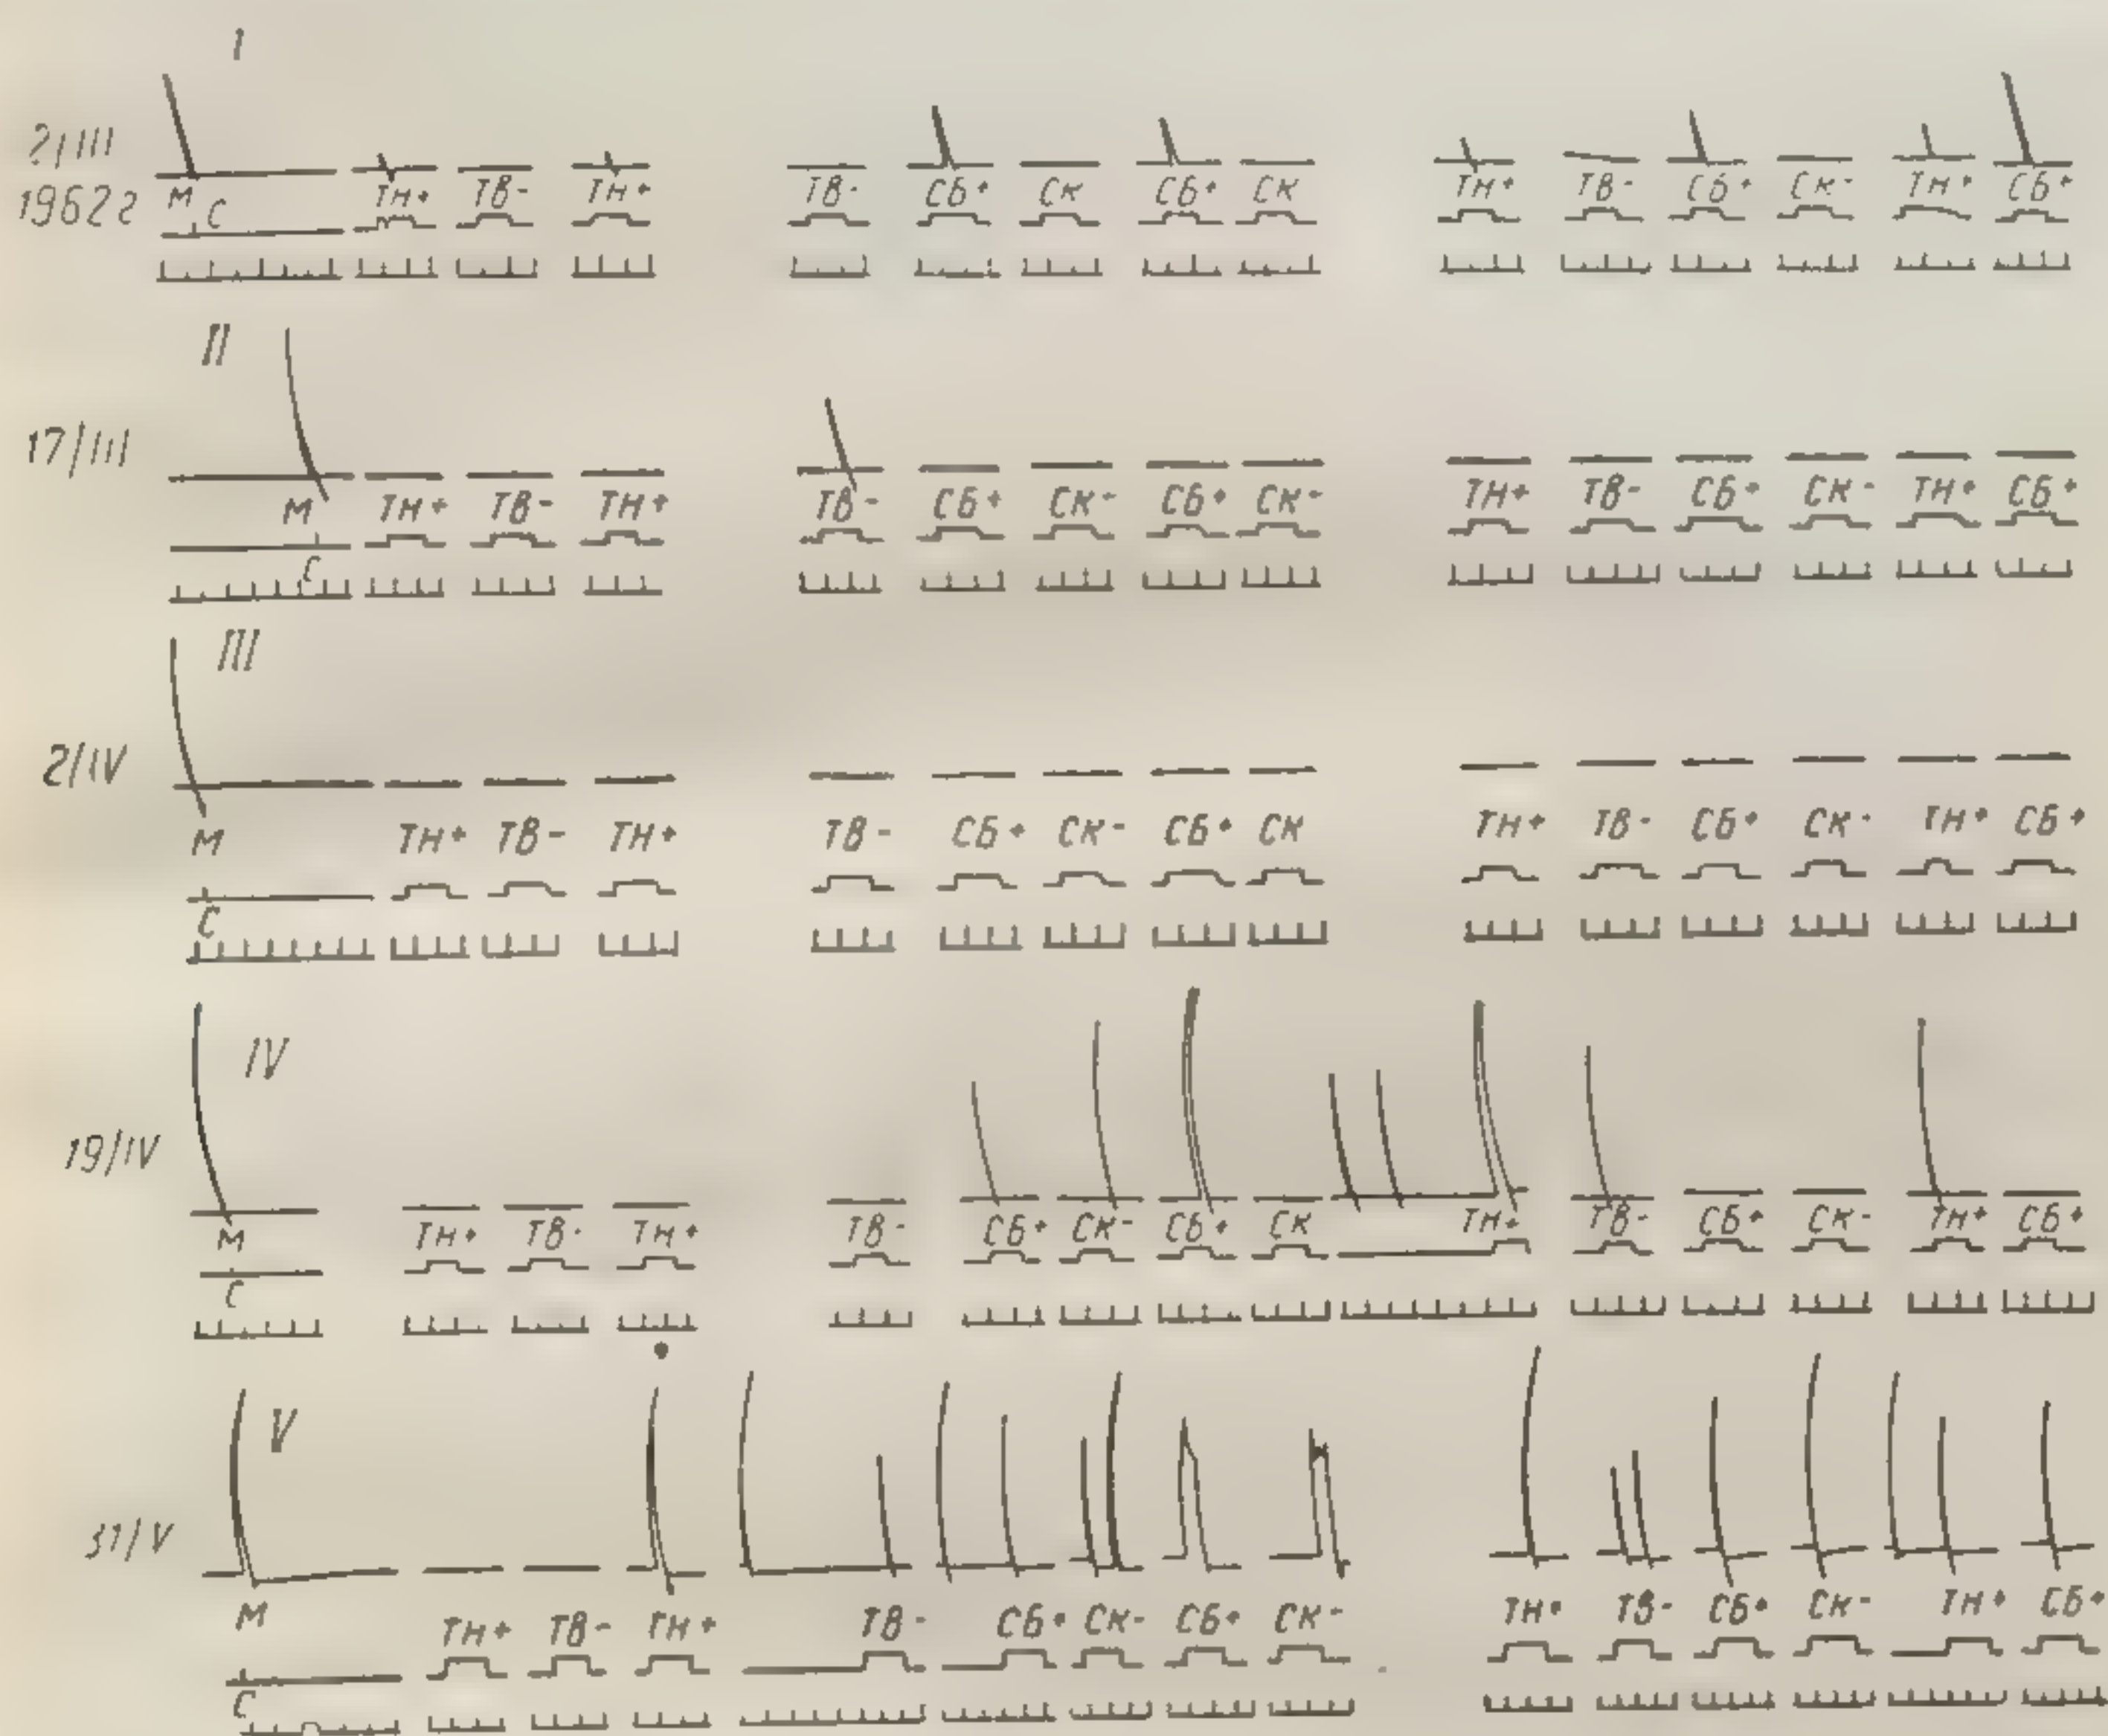 I
2/III
1962г
М С ТН+ ТВ- ТН+ ТВ- СБ+ СК СБ+ СК ТН+ ТВ- СБ+ СК- ТН+ СБ+
II
17/III
М ТН+ ТВ- ТН+ ТВ- СБ+ СК- СБ+ СК- ТН+ ТВ- СБ+ СК- ТН+ СБ+
С
III
2/IV
М ТН+ ТВ- ТН+ ТВ- СБ+ СК- СБ+ СК ТН+ ТВ- СБ+ СК- ТН+ СБ+
С
IV
19/IV
М ТН+ ТВ- ТН+ ТВ- СБ+ СК- СБ+ СК ТН+ ТВ- СБ+ СК- ТН+ СБ+
С
V
31/V
М ТН+ ТВ- ТН+ ТВ- СБ+ СК- СБ+ СК- ТН+ ТВ- СБ+ СК- ТН+ СБ+
С